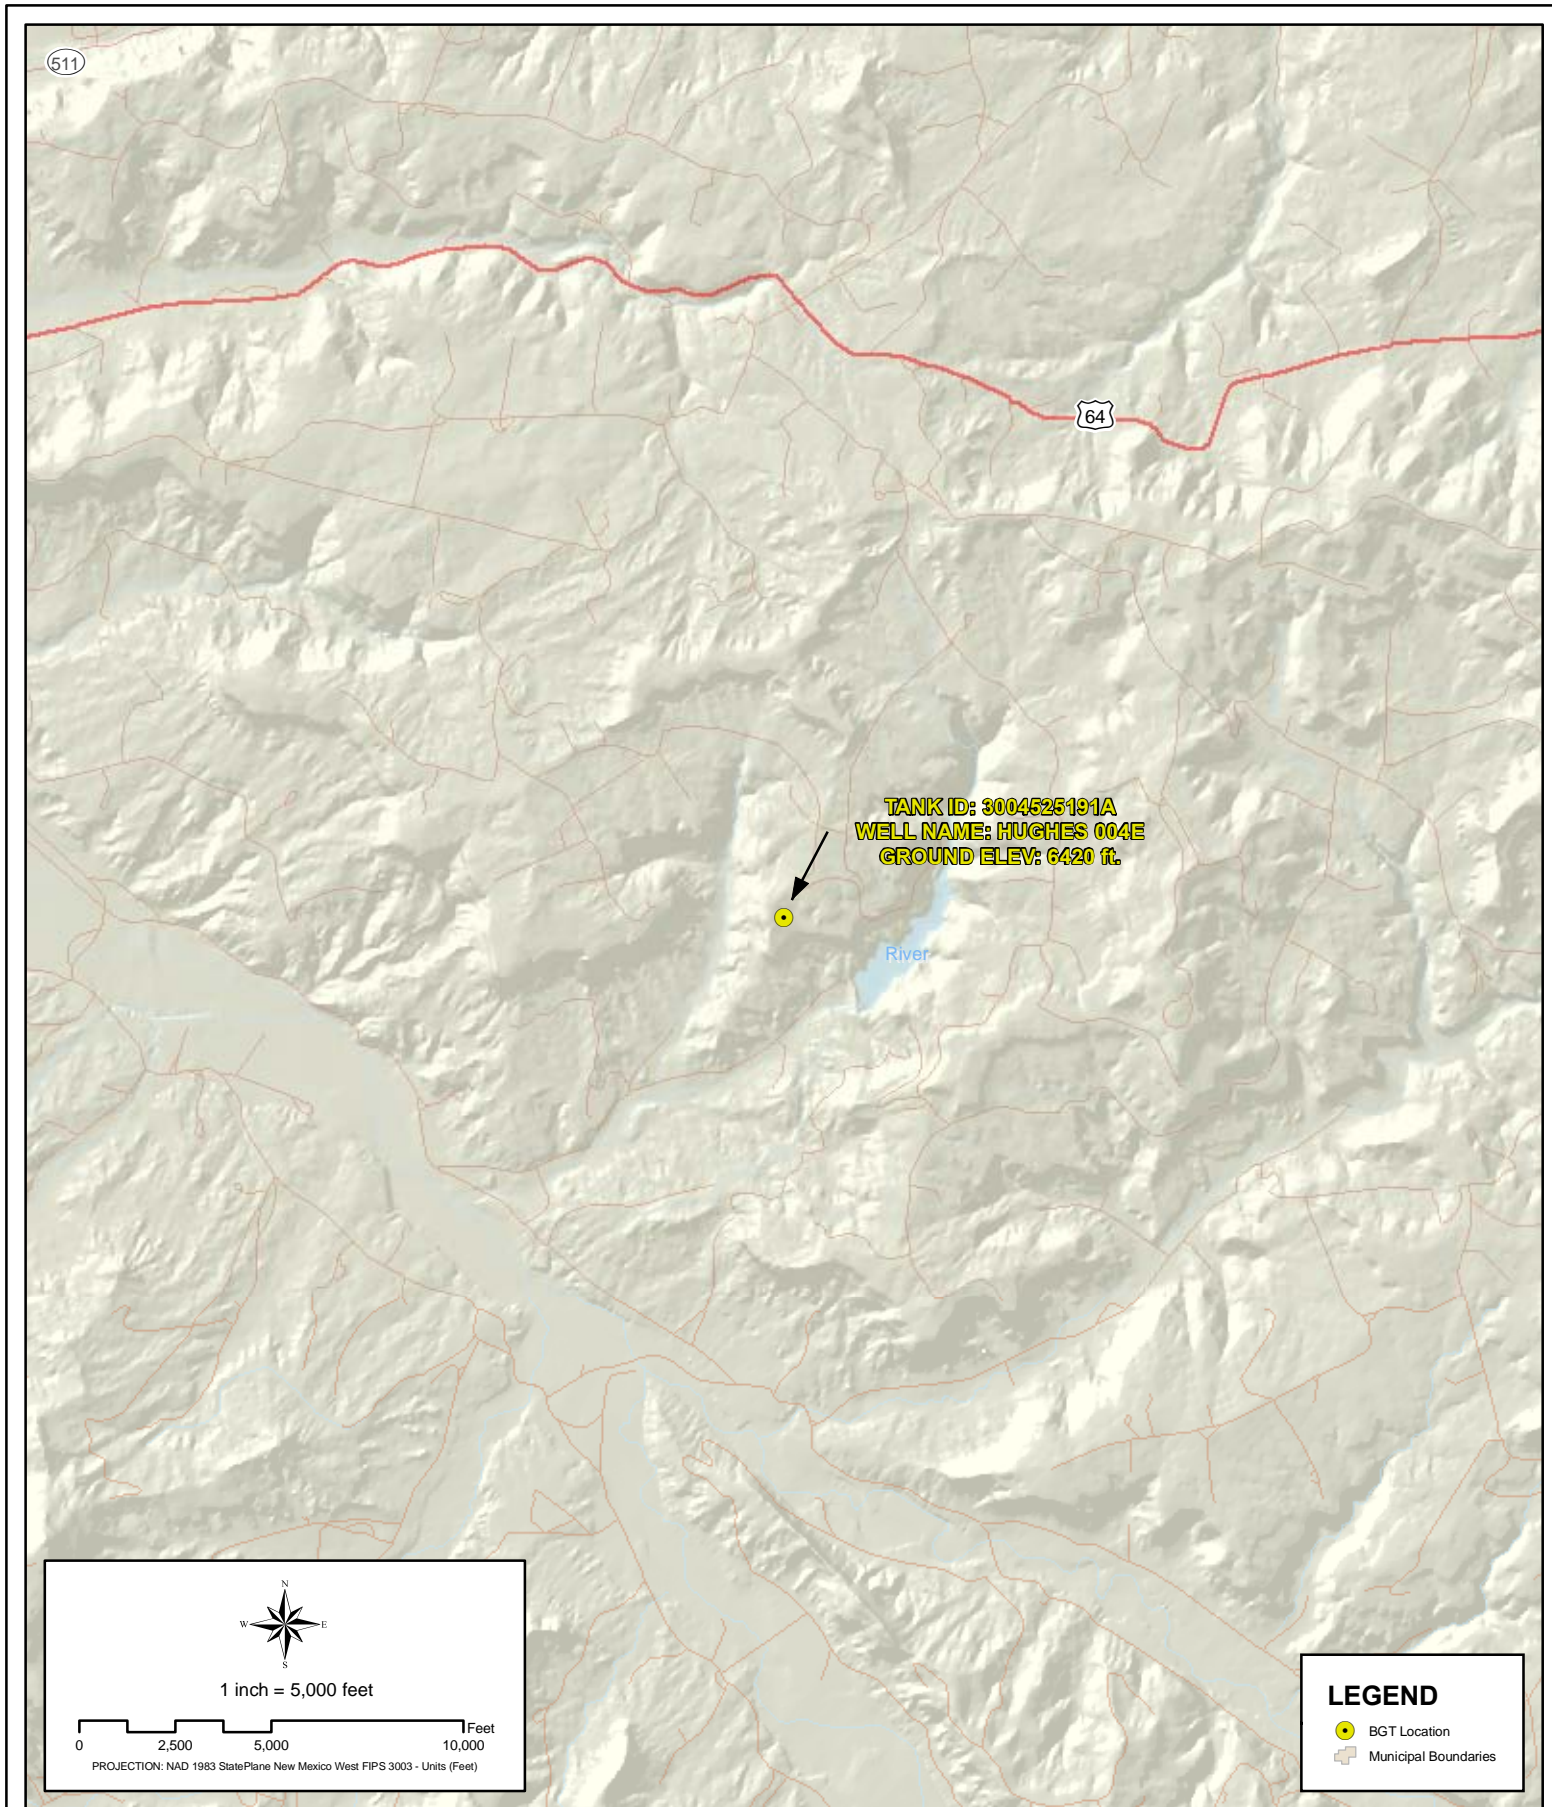 511
64
TANK ID: 3004525191A
WELL NAME: HUGHES 004E
GROUND ELEV: 6420 ft.
River
N
W E
S
1 inch = 5,000 feet
Feet
0 2,500 5,000 10,000
PROJECTION: NAD 1983 StatePlane New Mexico West FIPS 3003 - Units (Feet)
LEGEND
BGT Location
Municipal Boundaries